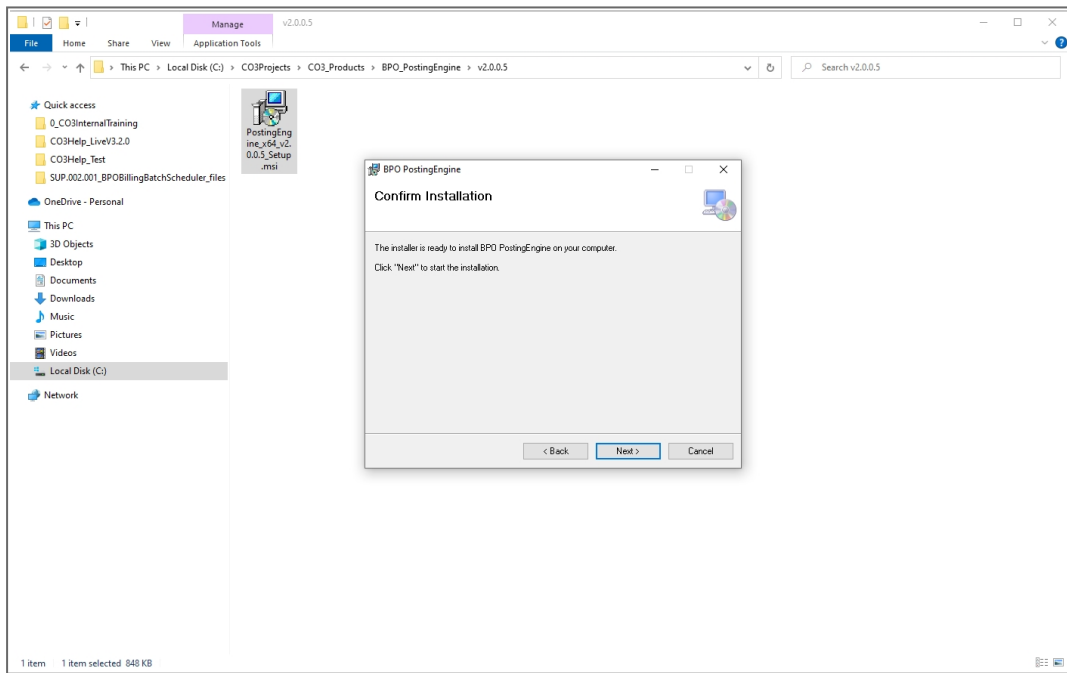 Manage v2.0.0.5
File Home Share View Application Tools
This PC > Local Disk (C:) > CO3Projects > CO3_Products > BPO_PostingEngine > v2.0.0.5
Search v2.0.0.5
Quick access
0_CO3InternalTraining
CO3Help_LiveV3.2.0
CO3Help_Test
SUP.002.001_BPOBillingBatchScheduler_files
OneDrive - Personal
This PC
3D Objects
Desktop
Documents
Downloads
Music
Pictures
Videos
Local Disk (C:)
Network
PostingEng
ine_x64_v2.
0.0.5_Setup
.msi
BPO PostingEngine
Confirm Installation
The installer is ready to install BPO PostingEngine on your computer.
Click "Next" to start the installation.
< Back Next > Cancel
1 item 1 item selected 848 KB